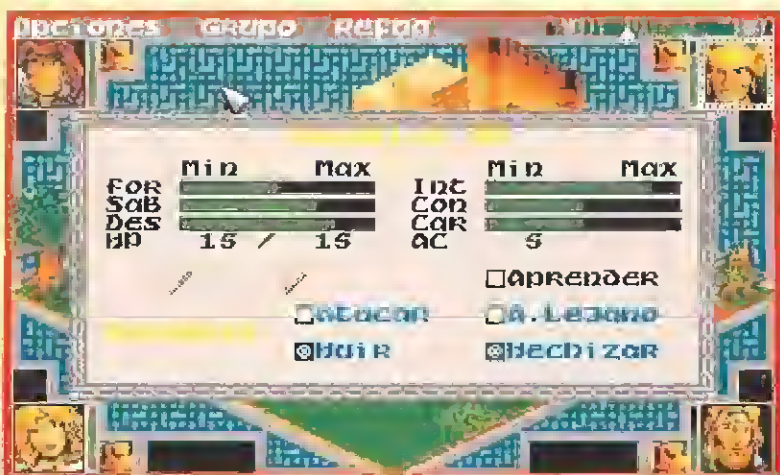 Opciones Grupo
Min Max Min Max
For Int
Sab Con
Des Car
HP 15 / 15 AC 5
Aprender
Atacar A.Lejano
Huir Hechizar